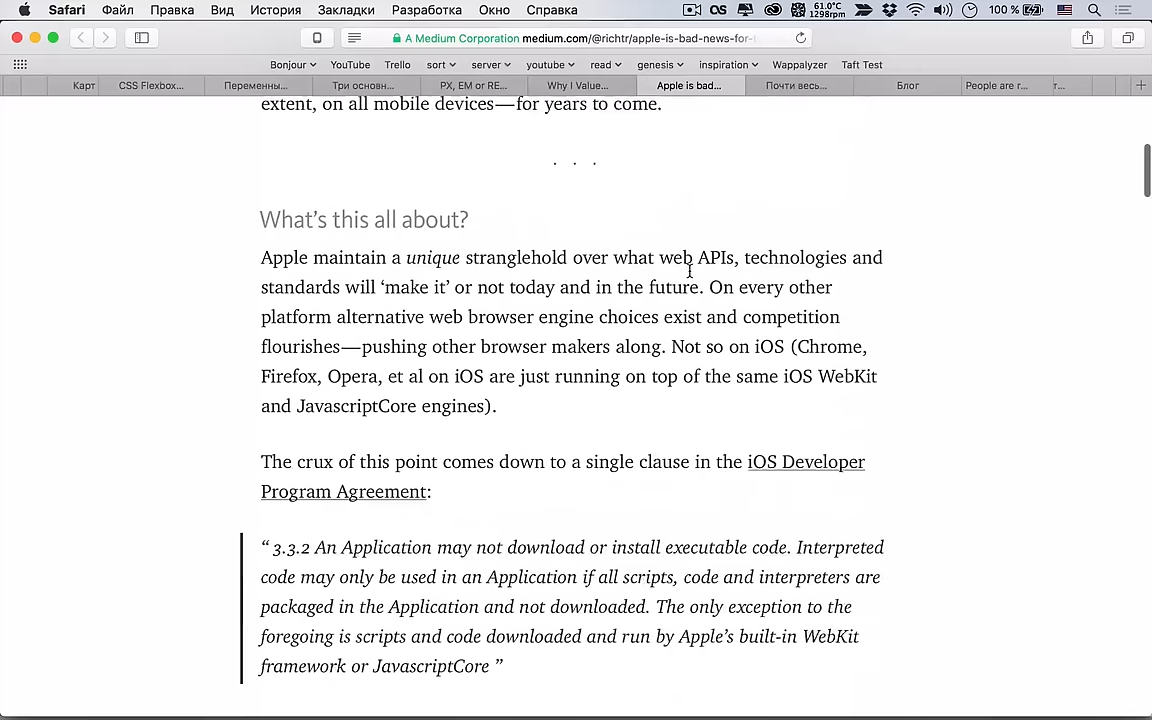 Safari Файл Правка Вид История Закладки Разработка Окно Справка OS 61.0°C 1298rpm 100 %
A Medium Corporation medium.com/@richtr/apple-is-bad-news-for-
Bonjour YouTube Trello sort server youtube read genesis inspiration Wappalyzer Taft Test
Карт CSS Flexbox... Переменны... Три основн... PX, EM or RE... Why I Value... Apple is bad... Почти весь... Блог People are r... т...
extent, on all mobile devices—for years to come.
. . .
What’s this all about?
Apple maintain a unique stranglehold over what web APIs, technologies and
standards will ‘make it’ or not today and in the future. On every other
platform alternative web browser engine choices exist and competition
flourishes—pushing other browser makers along. Not so on iOS (Chrome,
Firefox, Opera, et al on iOS are just running on top of the same iOS WebKit
and JavascriptCore engines).
The crux of this point comes down to a single clause in the iOS Developer
Program Agreement:
“ 3.3.2 An Application may not download or install executable code. Interpreted
code may only be used in an Application if all scripts, code and interpreters are
packaged in the Application and not downloaded. The only exception to the
foregoing is scripts and code downloaded and run by Apple’s built-in WebKit
framework or JavascriptCore ”